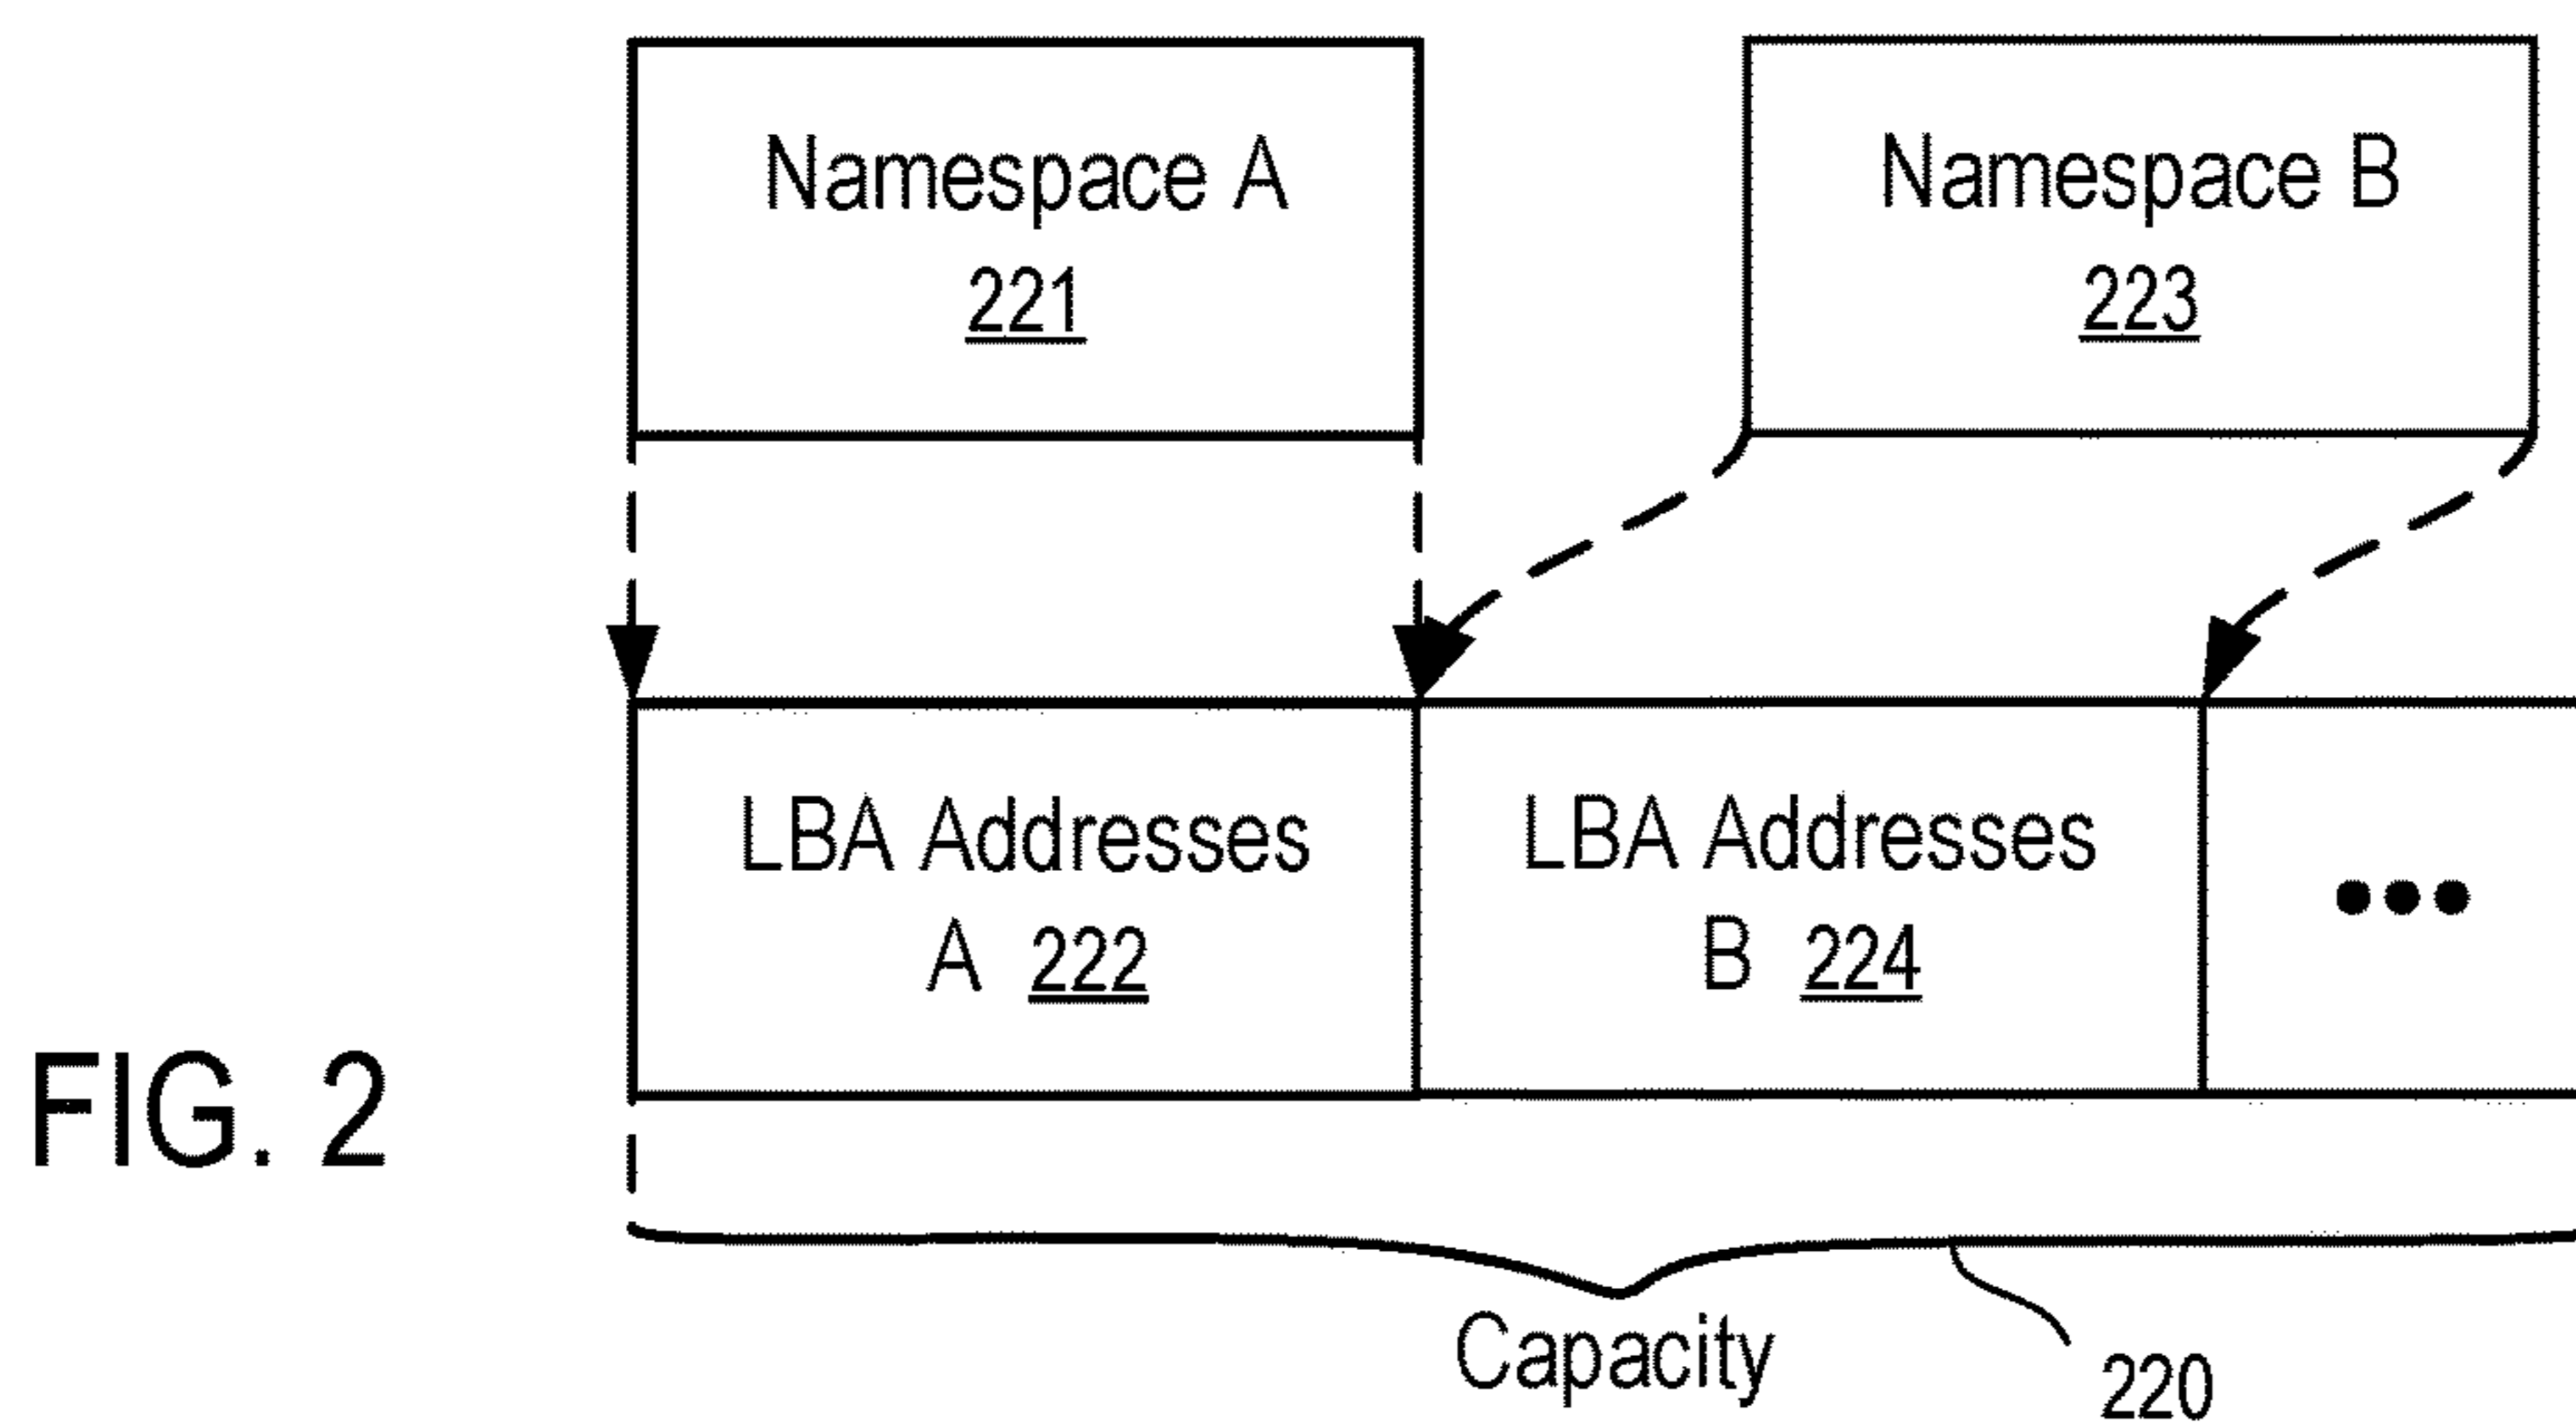 Namespace A
221
Namespace B
223
LBA Addresses
A 222
LBA Addresses
B 224
•••
FIG. 2
Capacity
220